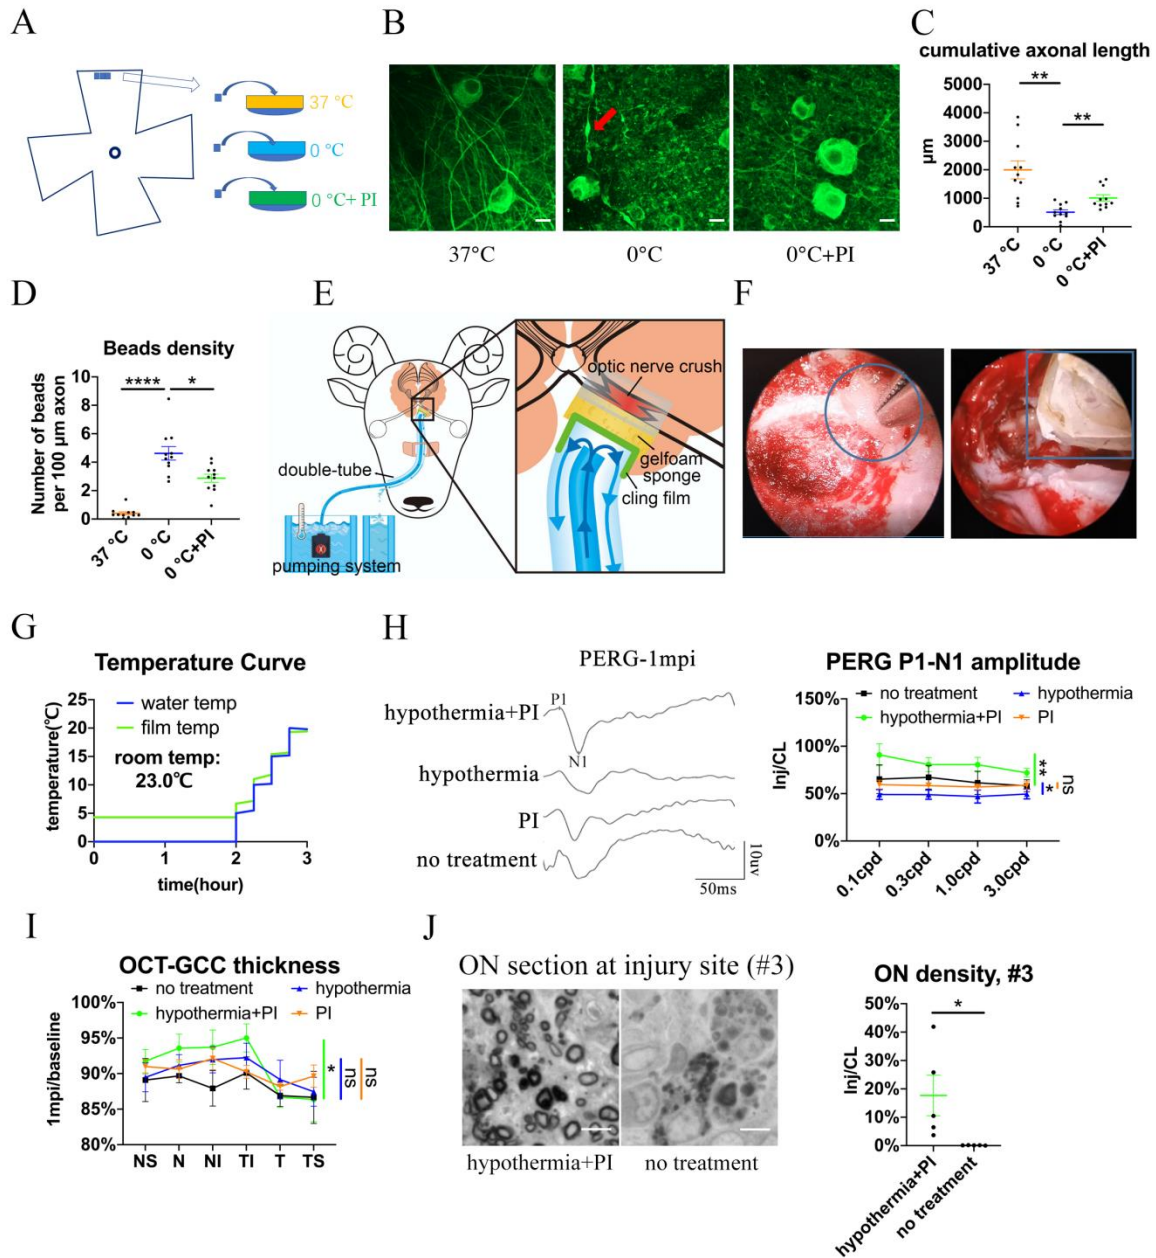 A
37 °C
0 °C
0 °C+ PI
B
37°C
0°C
0°C+PI
C
cumulative axonal length
µm
5000
4000
3000
2000
1000
0
**
**
37 °C
0 °C
0 °C+PI
D
Beads density
Number of beads
per 100 µm axon
10
8
6
4
2
0
****
*
37 °C
0 °C
0 °C+PI
E
double-tube
pumping system
optic nerve crush
gelfoam
sponge
cling film
F
G
Temperature Curve
temperature(℃)
25
20
15
10
5
0
water temp
film temp
room temp:
23.0℃
0
1
2
3
time(hour)
H
PERG-1mpi
hypothermia+PI
P1
N1
hypothermia
PI
no treatment
10uv
50ms
PERG P1-N1 amplitude
no treatment
hypothermia
hypothermia+PI
PI
Inj/CL
150%
100%
50%
0%
**
*
ns
0.1cpd
0.3cpd
1.0cpd
3.0cpd
I
OCT-GCC thickness
no treatment
hypothermia
hypothermia+PI
PI
1mpi/baseline
100%
95%
90%
85%
80%
*
ns
ns
NS
N
NI
TI
T
TS
J
ON section at injury site (#3)
hypothermia+PI
no treatment
ON density, #3
Inj/CL
50%
40%
30%
20%
10%
0%
*
hypothermia+PI
no treatment